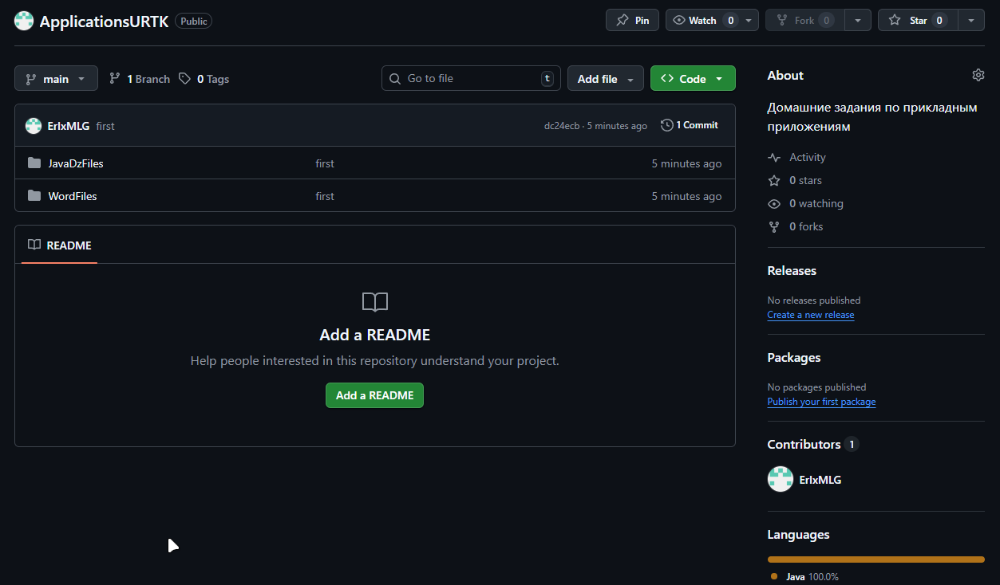 ApplicationsURTK Public Pin Watch 0 Fork 0 Star 0
main 1 Branch 0 Tags Go to file t Add file Code
ErlxMLG first dc24ecb · 5 minutes ago 1 Commit
JavaDzFiles first 5 minutes ago
WordFiles first 5 minutes ago
README
Add a README
Help people interested in this repository understand your project.
Add a README
About
Домашние задания по прикладным
приложениям
Activity
0 stars
0 watching
0 forks
Releases
No releases published
Create a new release
Packages
No packages published
Publish your first package
Contributors 1
ErlxMLG
Languages
Java 100.0%